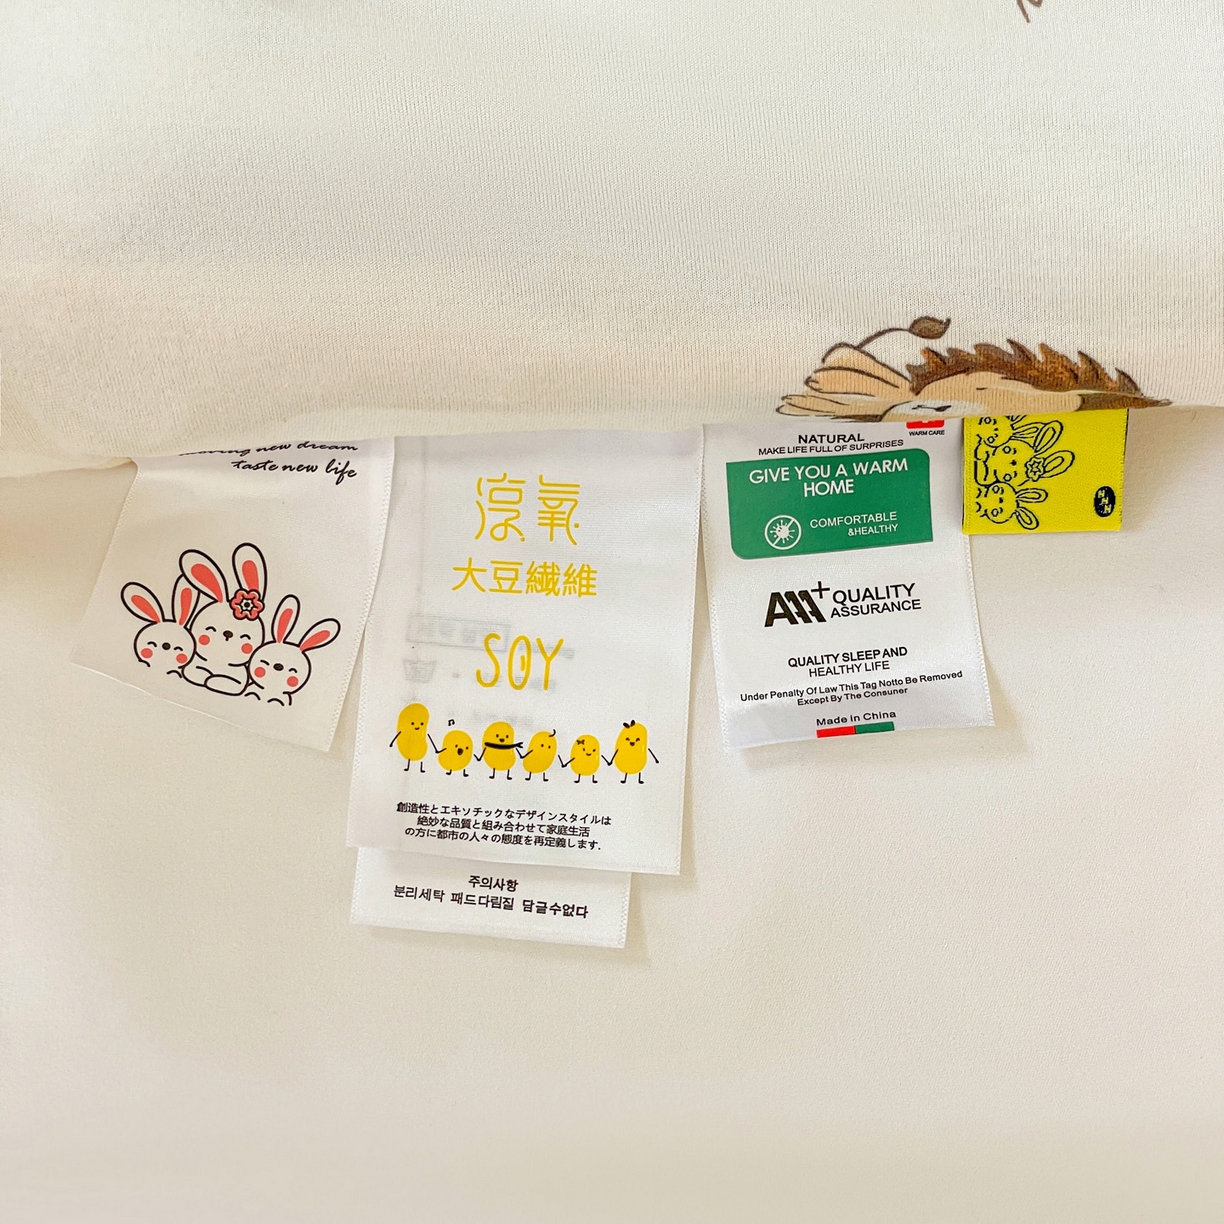 new dream
taste new life
凉氧
大豆纖維
SOY
創造性とエキソチックなデザインスタイルは
絶妙な品質と組み合わせて家庭生活
の方に都市の人々の態度を再定義します.
주의사항
분리세탁 패드다림질 담글수없다
WARM CARE
NATURAL
MAKE LIFE FULL OF SURPRISES
GIVE YOU A WARM
HOME
COMFORTABLE
&HEALTHY
AAA+ QUALITY
ASSURANCE
QUALITY SLEEP AND
HEALTHY LIFE
Under Penalty Of Law This Tag Notto Be Removed
Except By The Consuner
Made in China